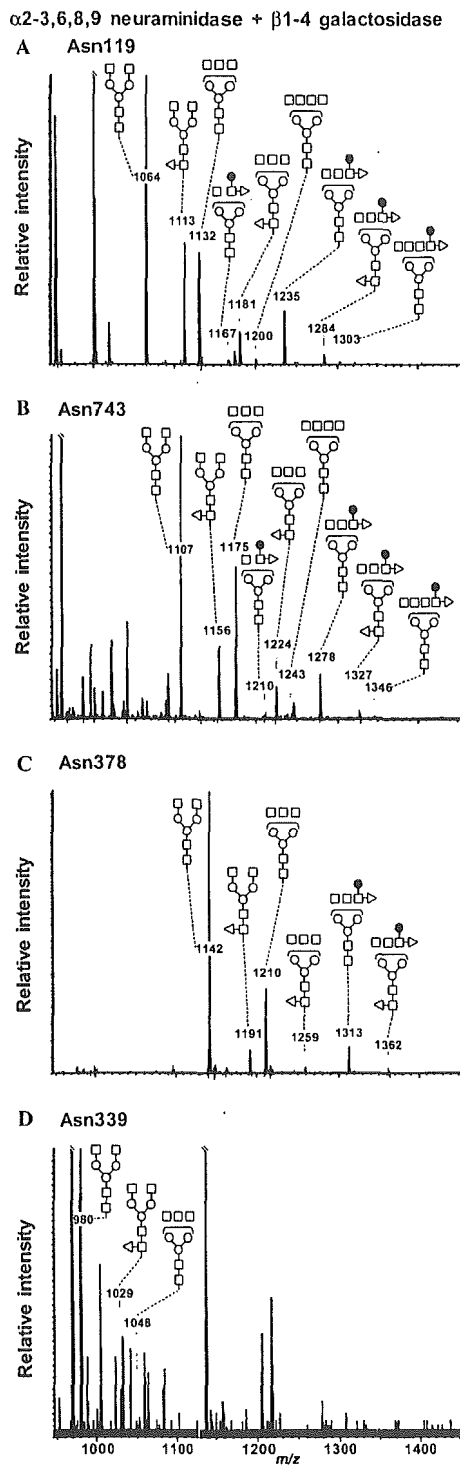 α2-3,6,8,9 neuraminidase + β1-4 galactosidase
A Asn119
Relative intensity
1064
1113
1132
1167
1181
1200
1235
1284
1303
B Asn743
Relative intensity
1107
1156
1175
1210
1224
1243
1278
1327
1346
C Asn378
Relative intensity
1142
1191
1210
1259
1313
1362
D Asn339
Relative intensity
980
1029
1048
1000 1100 1200 1300 1400
m/z